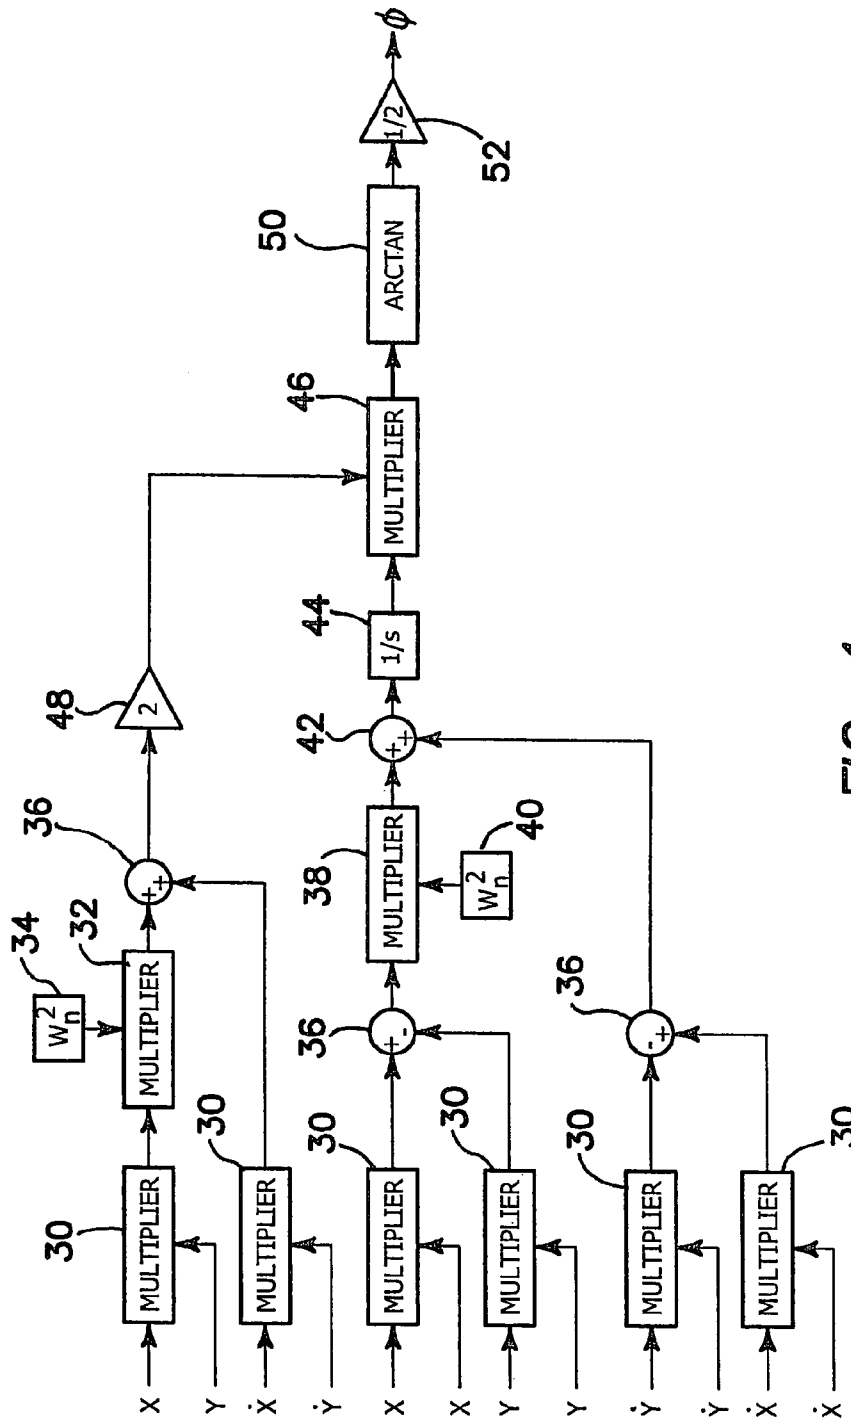 34
W_n^2
36
48
32
30
MULTIPLIER
MULTIPLIER
2
X
Y
30
46
50
Ẋ
MULTIPLIER
Ẏ
36
38
42
44
30
X
MULTIPLIER
+
-
MULTIPLIER
+
+
1/s
MULTIPLIER
ARCTAN
1/2
ϕ
X
30
40
W_n^2
52
Y
MULTIPLIER
Y
30
36
Ẏ
MULTIPLIER
-
+
Ẏ
30
Ẋ
MULTIPLIER
Ẋ
+
+
FIG.